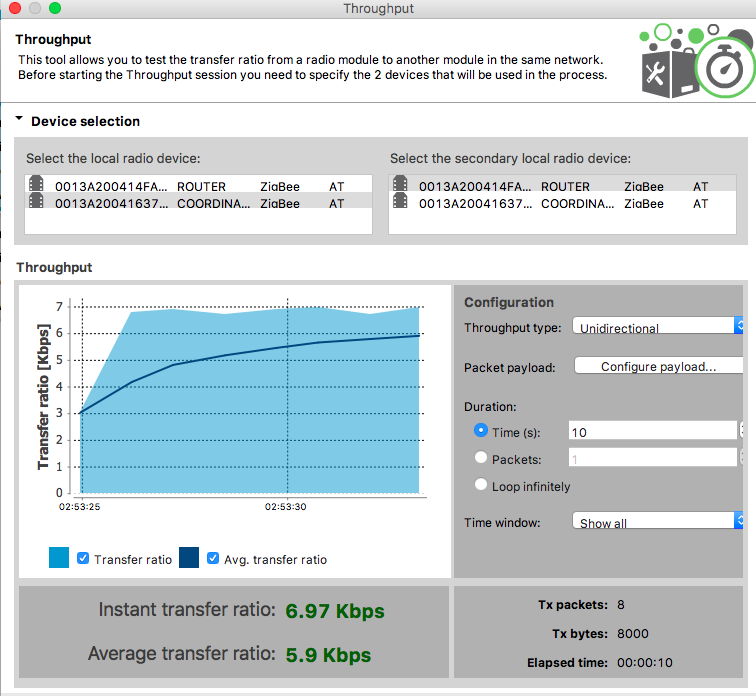 Throughput
Throughput
This tool allows you to test the transfer ratio from a radio module to another module in the same network.
Before starting the Throughput session you need to specify the 2 devices that will be used in the process.
Device selection
Select the local radio device:
0013A200414FA... ROUTER ZigBee AT
0013A20041637... COORDINA... ZigBee AT
Select the secondary local radio device:
0013A200414FA... ROUTER ZigBee AT
0013A20041637... COORDINA... ZigBee AT
Throughput
Transfer ratio [Kbps]
7
6
5
4
3
2
1
0
02:53:25 02:53:30
Transfer ratio Avg. transfer ratio
Configuration
Throughput type: Unidirectional
Packet payload: Configure payload...
Duration:
Time (s): 10
Packets: 1
Loop infinitely
Time window: Show all
Instant transfer ratio: 6.97 Kbps
Average transfer ratio: 5.9 Kbps
Tx packets: 8
Tx bytes: 8000
Elapsed time: 00:00:10